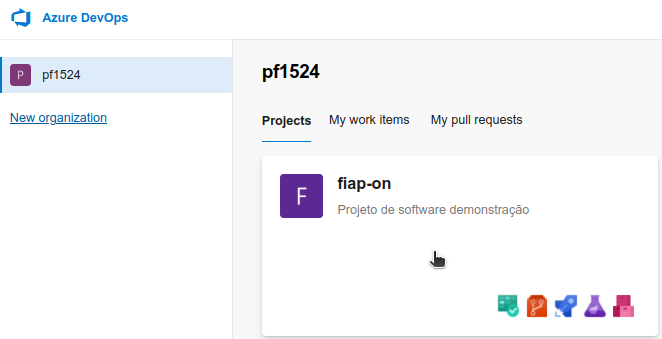 Azure DevOps
P
pf1524
New organization
pf1524
Projects
My work items
My pull requests
F
fiap-on
Projeto de software demonstração